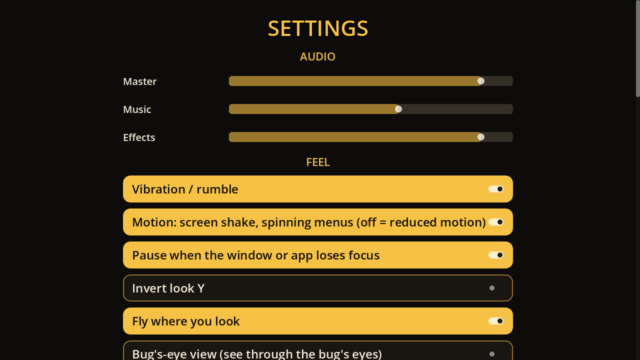 SETTINGS
AUDIO
Master
Music
Effects
FEEL
Vibration / rumble
Motion: screen shake, spinning menus (off = reduced motion)
Pause when the window or app loses focus
Invert look Y
Fly where you look
Bug's-eye view (see through the bug's eyes)